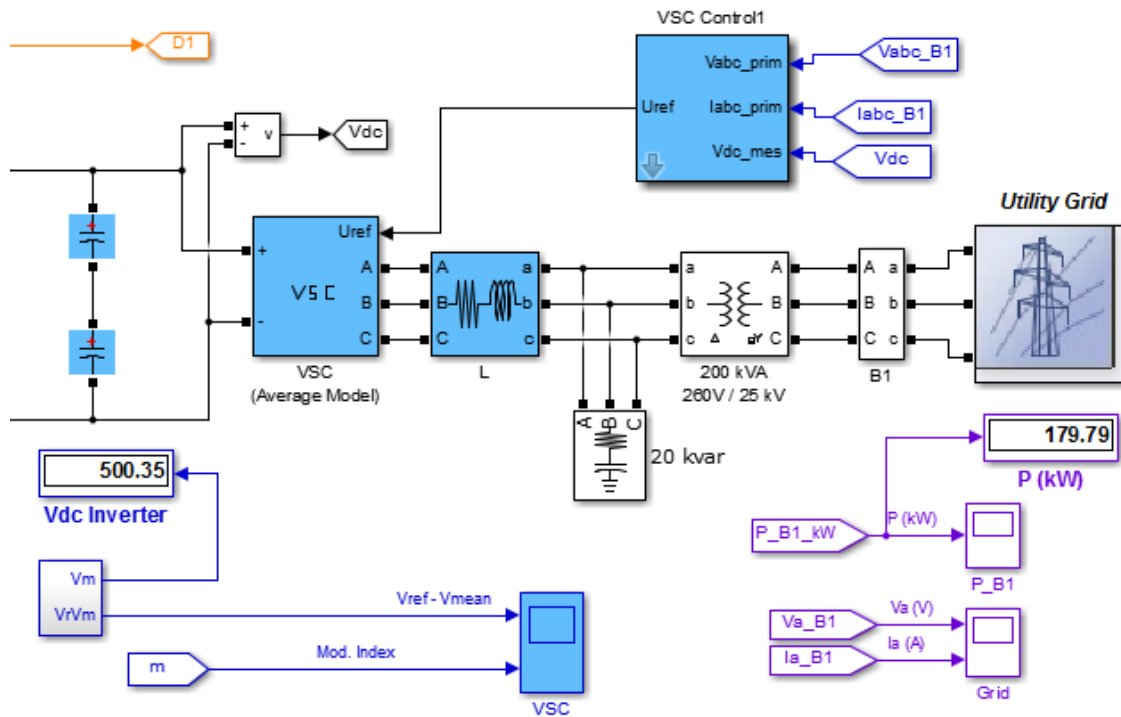 VSC Control1
D1
Vabc_prim
Vabc_B1
Uref
Iabc_prim
Iabc_B1
Vdc_mes
Vdc
+
-
v
Vdc
Utility Grid
Uref
+
VSC
-
A
B
C
A
B
C
a
b
c
a
b
c
Δ
Y
A
B
C
A
B
C
a
b
c
VSC
(Average Model)
L
200 kVA
260V / 25 kV
B1
A
B
C
20 kvar
500.35
Vdc Inverter
179.79
P (kW)
P_B1_kW
P (kW)
P_B1
Vm
VrVm
Vref - Vmean
m
Mod. Index
VSC
Va_B1
Va (V)
Ia_B1
Ia (A)
Grid